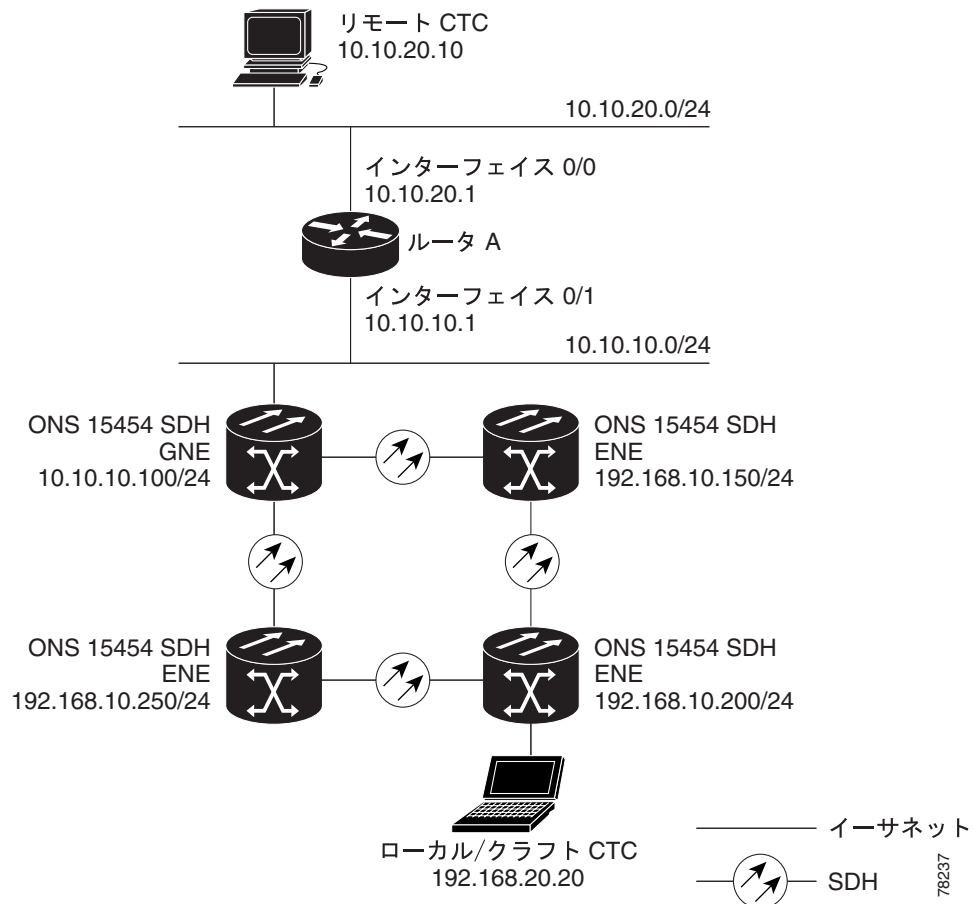 リモート CTC
10.10.20.10
10.10.20.0/24
インターフェイス 0/0
10.10.20.1
ルータ A
インターフェイス 0/1
10.10.10.1
10.10.10.0/24
ONS 15454 SDH
GNE
10.10.10.100/24
ONS 15454 SDH
ENE
192.168.10.150/24
ONS 15454 SDH
ENE
192.168.10.250/24
ONS 15454 SDH
ENE
192.168.10.200/24
ローカル/クラフト CTC
192.168.20.20
イーサネット
SDH
78237